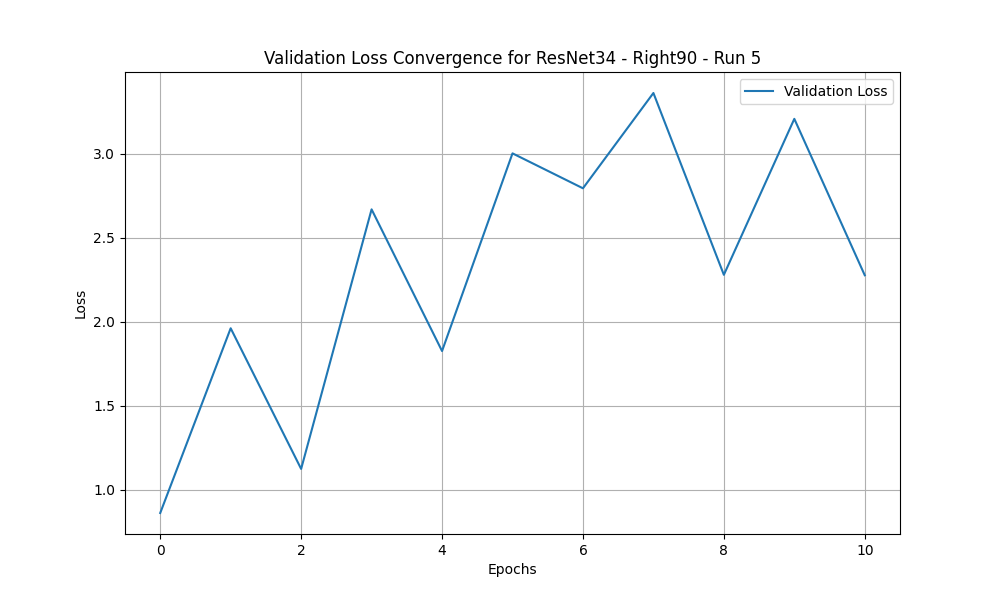 Validation Loss Convergence for ResNet34 - Right90 - Run 5
Validation Loss
3.0
2.5
2.0
1.5
1.0
Loss
0 2 4 6 8 10
Epochs